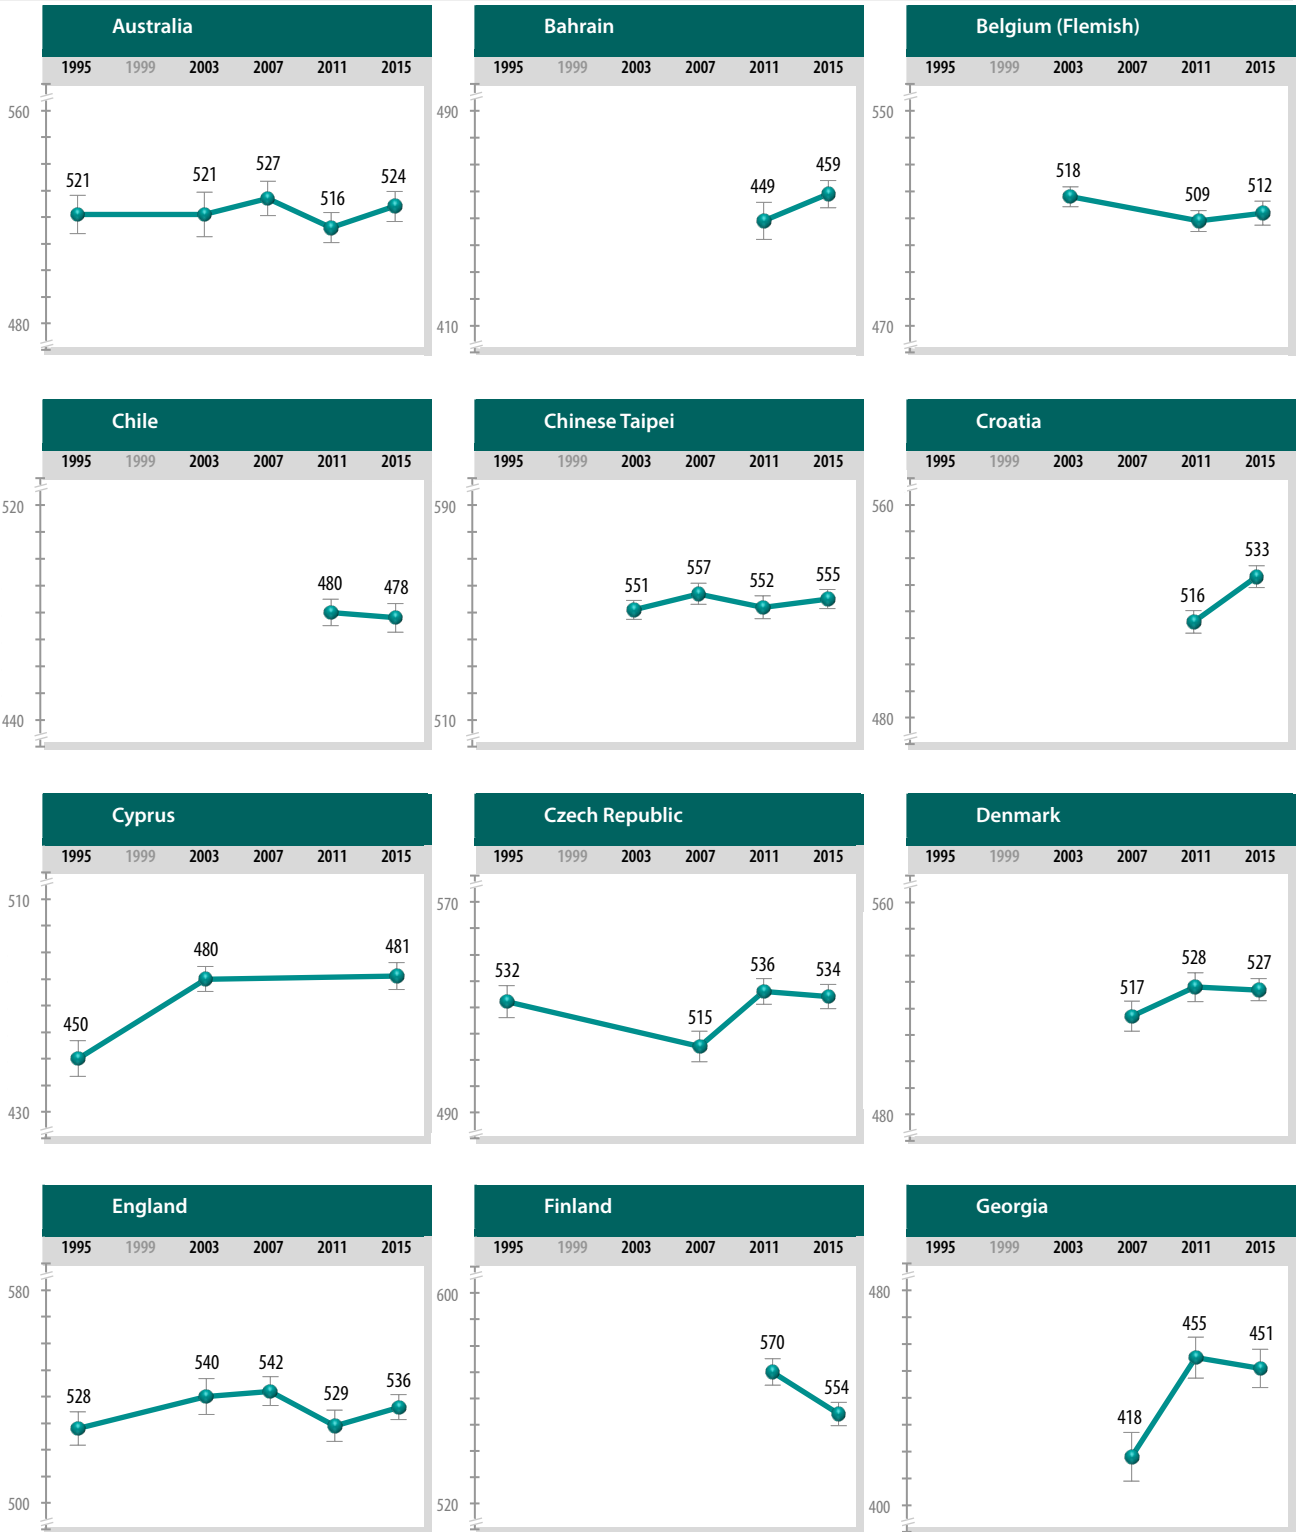 Australia
1995 1999 2003 2007 2011 2015
560
521 521 527 516 524
480
Bahrain
1995 1999 2003 2007 2011 2015
490
449 459
410
Belgium (Flemish)
1995 1999 2003 2007 2011 2015
550
518 509 512
470
Chile
1995 1999 2003 2007 2011 2015
520
480 478
440
Chinese Taipei
1995 1999 2003 2007 2011 2015
590
551 557 552 555
510
Croatia
1995 1999 2003 2007 2011 2015
560
516 533
480
Cyprus
1995 1999 2003 2007 2011 2015
510
450 480 481
430
Czech Republic
1995 1999 2003 2007 2011 2015
570
532 515 536 534
490
Denmark
1995 1999 2003 2007 2011 2015
560
517 528 527
480
England
1995 1999 2003 2007 2011 2015
580
528 540 542 529 536
500
Finland
1995 1999 2003 2007 2011 2015
600
570 554
520
Georgia
1995 1999 2003 2007 2011 2015
480
418 455 451
400